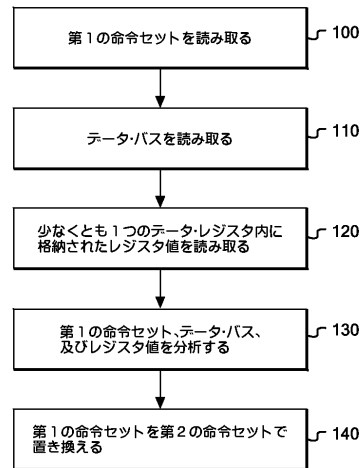 第1の命令セットを読み取る
100
データ・バスを読み取る
110
少なくとも1つのデータ・レジスタ内に
格納されたレジスタ値を読み取る
120
第1の命令セット、データ・バス、
及びレジスタ値を分析する
130
第1の命令セットを第2の命令セットで
置き換える
140